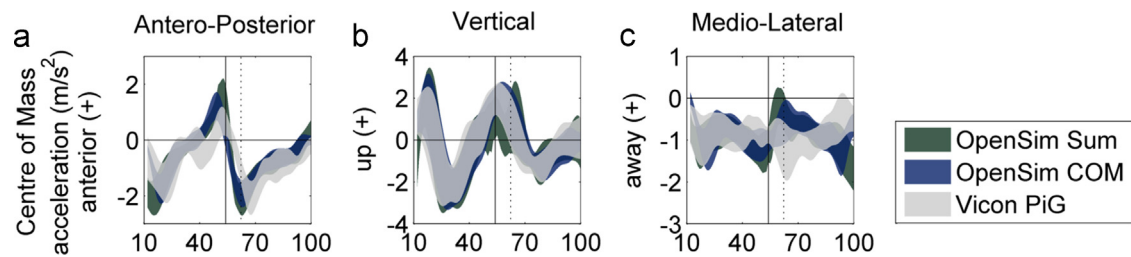 a
Antero-Posterior
b
Vertical
c
Medio-Lateral
Centre of Mass
acceleration (m/s²)
anterior (+)
2
0
-2
10 40 70 100
up (+)
4
2
0
-2
-4
10 40 70 100
away (+)
1
0
-1
-2
-3
10 40 70 100
OpenSim Sum
OpenSim COM
Vicon PiG